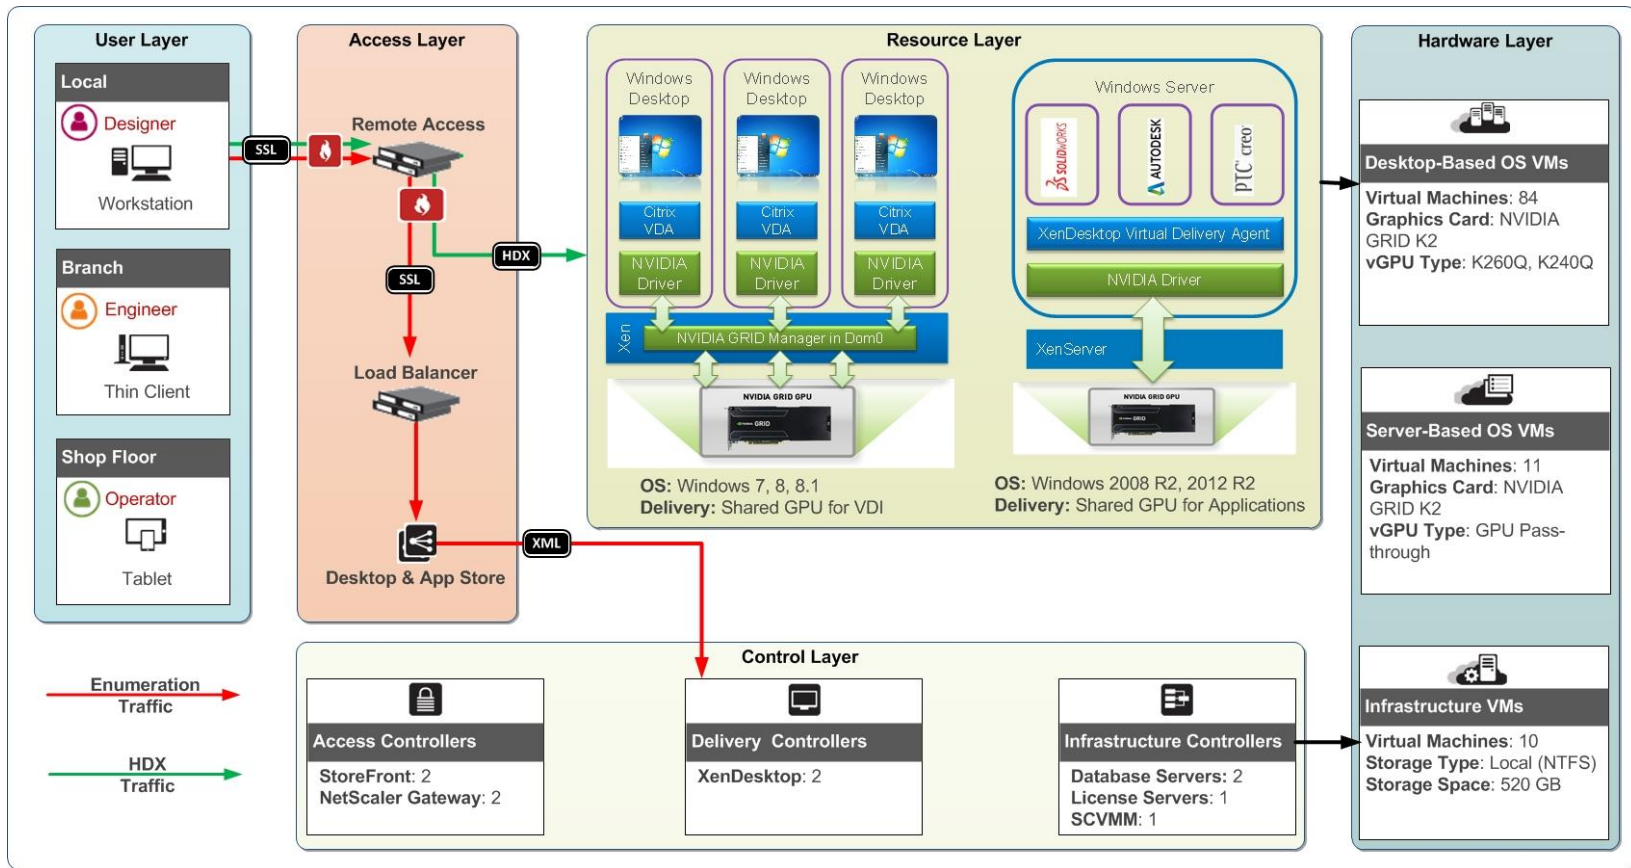 User Layer
Local
Designer
Workstation
Branch
Engineer
Thin Client
Shop Floor
Operator
Tablet
Enumeration
Traffic
HDX
Traffic
SSL
Access Layer
Remote Access
SSL
Load Balancer
Desktop & App Store
HDX
XML
Resource Layer
Windows
Desktop
Windows
Desktop
Windows
Desktop
Citrix
VDA
Citrix
VDA
Citrix
VDA
NVIDIA
Driver
NVIDIA
Driver
NVIDIA
Driver
Xen
NVIDIA GRID Manager in Dom0
NVIDIA GRID GPU
GRID
OS: Windows 7, 8, 8.1
Delivery: Shared GPU for VDI
Windows Server
SOLIDWORKS
AUTODESK
PTC creo
XenDesktop Virtual Delivery Agent
NVIDIA Driver
XenServer
NVIDIA GRID GPU
GRID
OS: Windows 2008 R2, 2012 R2
Delivery: Shared GPU for Applications
Control Layer
Access Controllers
StoreFront: 2
NetScaler Gateway: 2
Delivery Controllers
XenDesktop: 2
Infrastructure Controllers
Database Servers: 2
License Servers: 1
SCVMM: 1
Hardware Layer
Desktop-Based OS VMs
Virtual Machines: 84
Graphics Card: NVIDIA
GRID K2
vGPU Type: K260Q, K240Q
Server-Based OS VMs
Virtual Machines: 11
Graphics Card: NVIDIA
GRID K2
vGPU Type: GPU Pass-
through
Infrastructure VMs
Virtual Machines: 10
Storage Type: Local (NTFS)
Storage Space: 520 GB